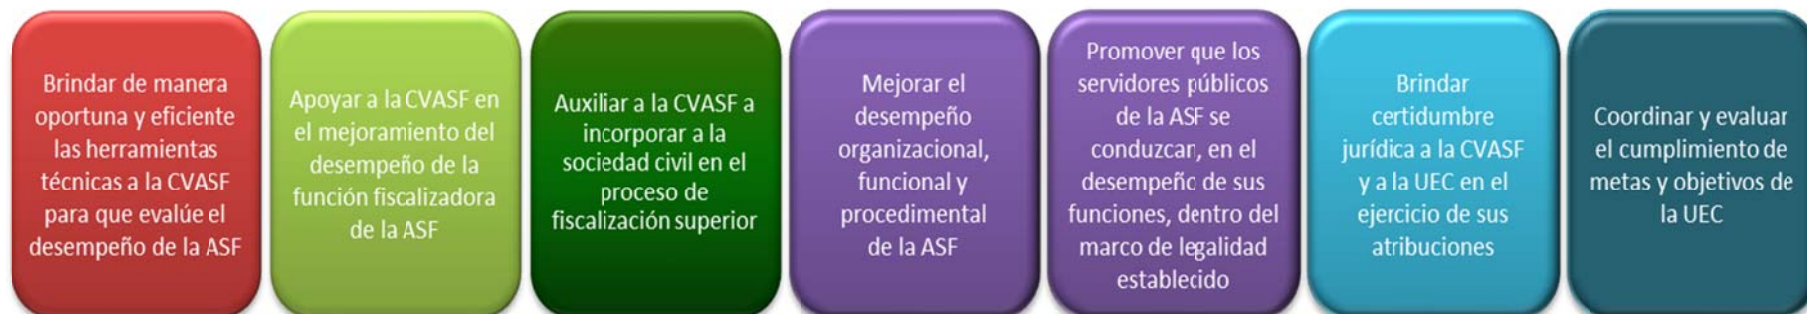 Brindar de manera
oportuna y eficiente
las herramientas
técnicas a la CVASF
para que evalúe el
desempeño de la ASF
Apoyar a la CVASF en
el mejoramiento del
desempeño de la
función fiscalizadora
de la ASF
Auxiliar a la CVASF a
incorporar a la
sociedad civil en el
proceso de
fiscalización superior
Mejorar el
desempeño
organizacional,
funcional y
procedimental
de la ASF
Promover que los
servidores públicos
de la ASF se
conduzcar, en el
desempeño de sus
funciones, dentro del
marco de legalidad
establecido
Brindar
certidumbre
jurídica a la CVASF
y a la UEC en el
ejercicio de sus
atribuciones
Coordinar y evaluar
el cumplimiento de
metas y objetivos de
la UEC